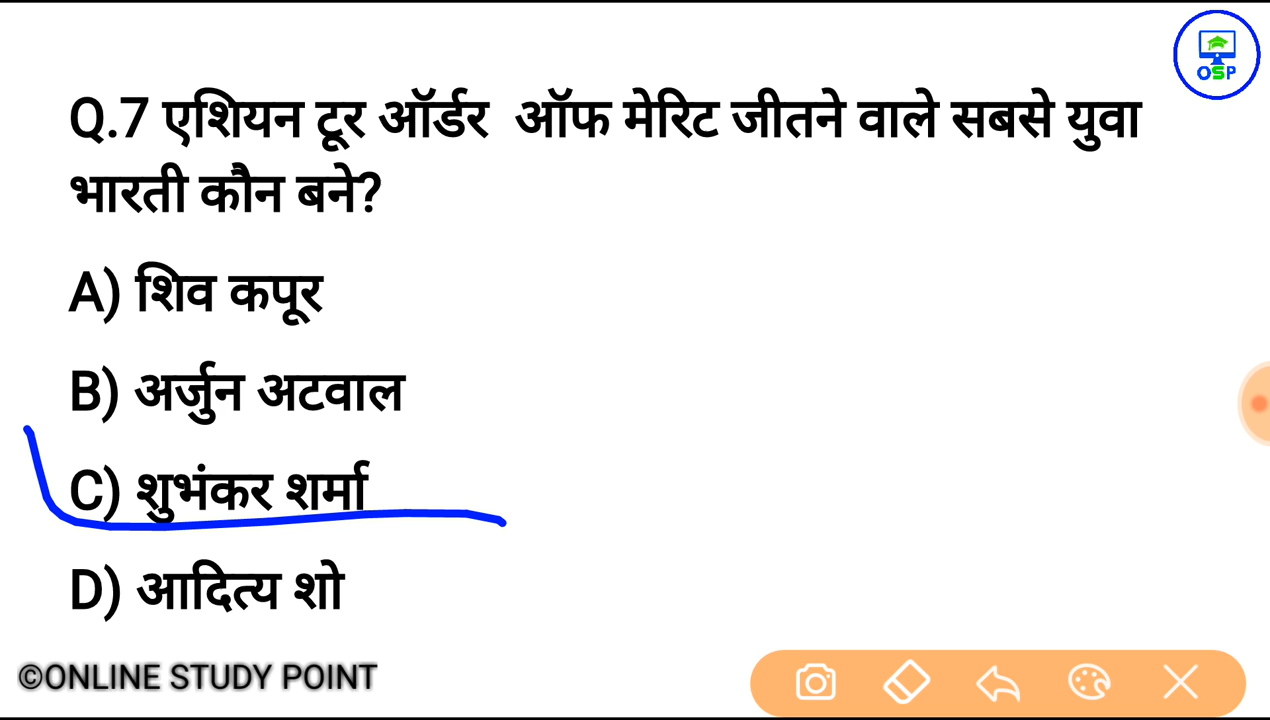 OSP
Q.7 एशियन टूर ऑर्डर ऑफ मेरिट जीतने वाले सबसे युवा
भारती कौन बने?
A) शिव कपूर
B) अर्जुन अटवाल
C) शुभंकर शर्मा
D) आदित्य शो
©ONLINE STUDY POINT